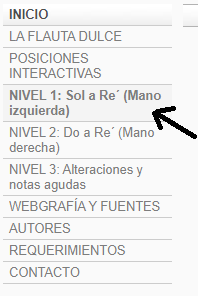 INICIO
LA FLAUTA DULCE
POSICIONES
INTERACTIVAS
NIVEL 1: Sol a Re´ (Mano
izquierda)
NIVEL 2: Do a Re´ (Mano
derecha)
NIVEL 3: Alteraciones y
notas agudas
WEBGRAFÍA Y FUENTES
AUTORES
REQUERIMIENTOS
CONTACTO